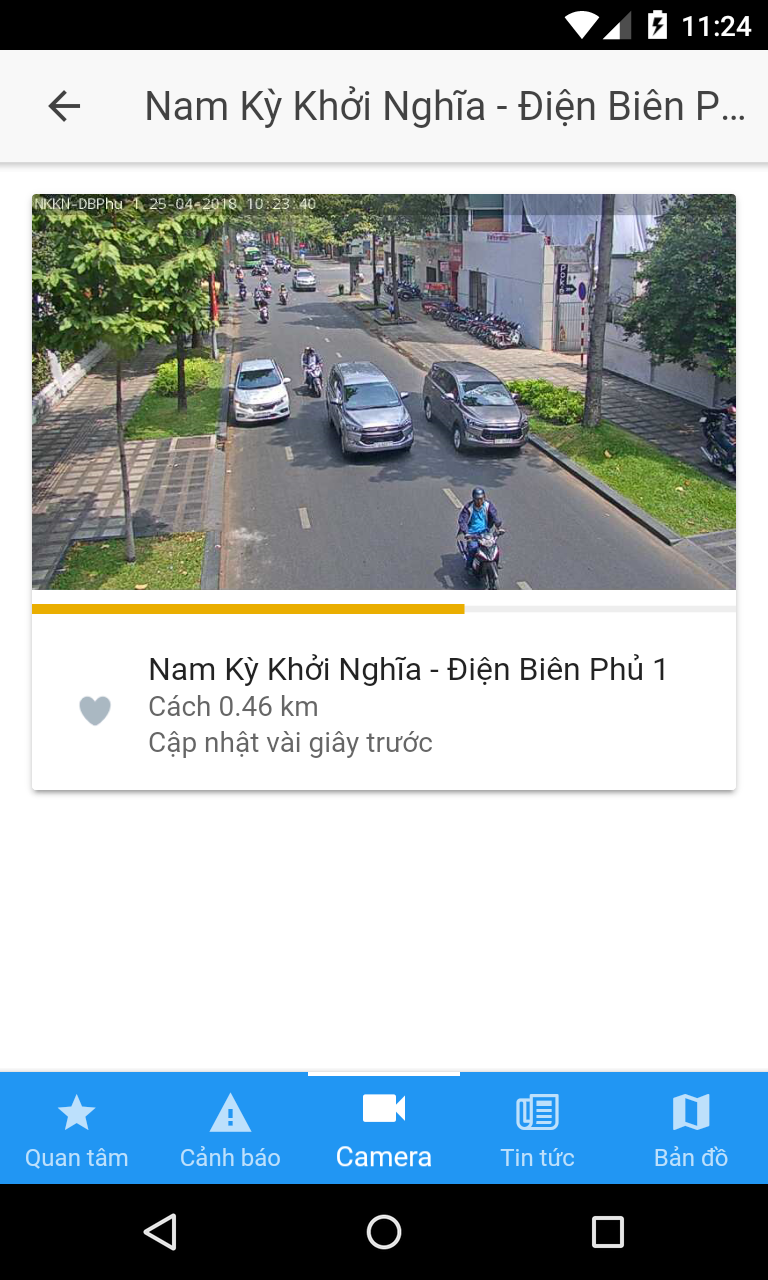 11:24
Nam Kỳ Khởi Nghĩa - Điện Biên P...
NKKN-DBPhu 1 25-04-2018 10:23:40
Nam Kỳ Khởi Nghĩa - Điện Biên Phủ 1
Cách 0.46 km
Cập nhật vài giây trước
Quan tâm
Cảnh báo
Camera
Tin tức
Bản đồ